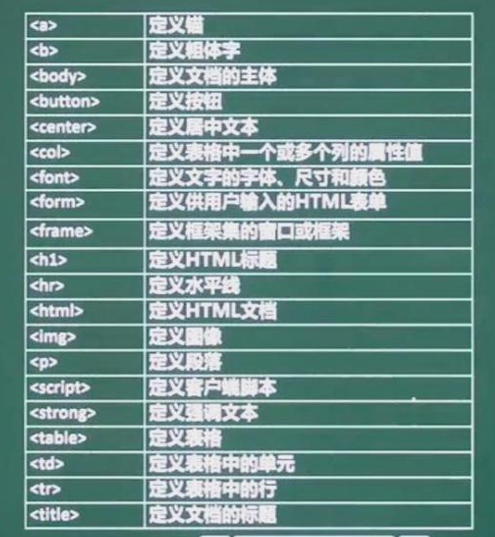 <a> 定义锚
<b> 定义粗体字
<body> 定义文档的主体
<button> 定义按钮
<center> 定义居中文本
<col> 定义表格中一个或多个列的属性值
<font> 定义文字的字体、尺寸和颜色
<form> 定义供用户输入的HTML表单
<frame> 定义框架集的窗口或框架
<h1> 定义HTML标题
<hr> 定义水平线
<html> 定义HTML文档
<img> 定义图像
<p> 定义段落
<script> 定义客户端脚本
<strong> 定义强调文本
<table> 定义表格
<td> 定义表格中的单元
<tr> 定义表格中的行
<title> 定义文档的标题